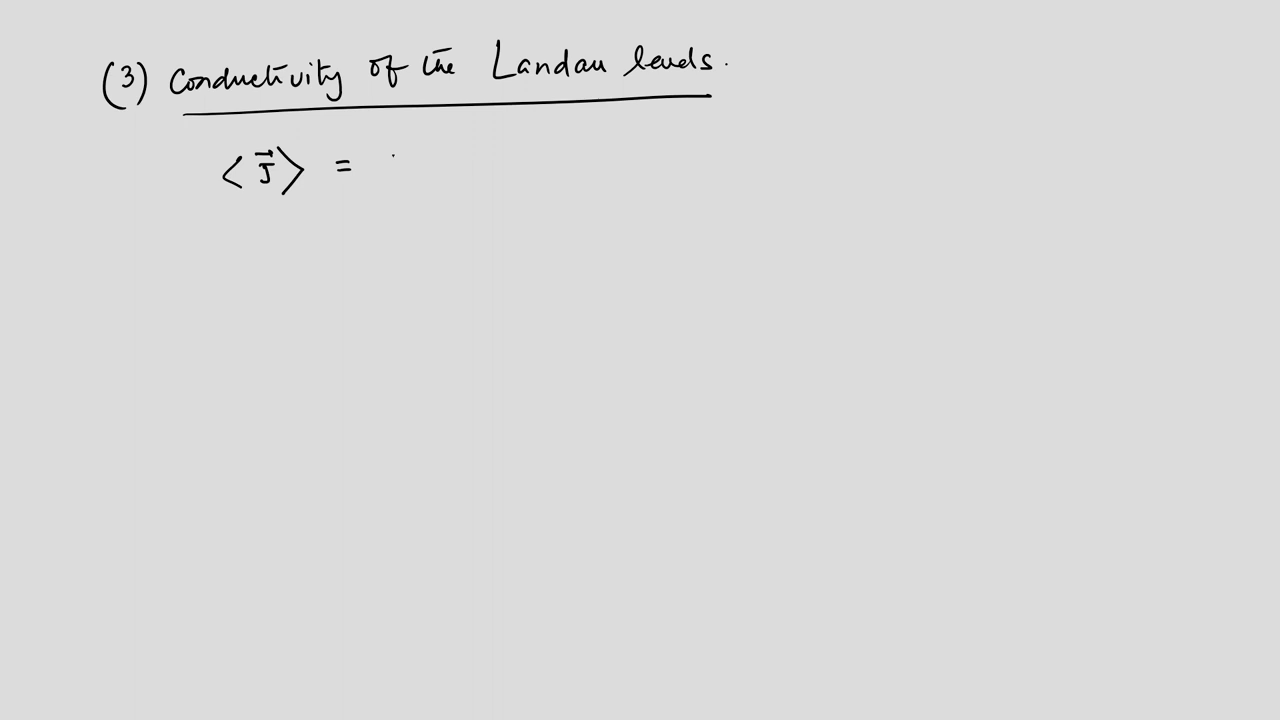 (3) Conductivity of the Landau levels.
⟨J⃗⟩ =